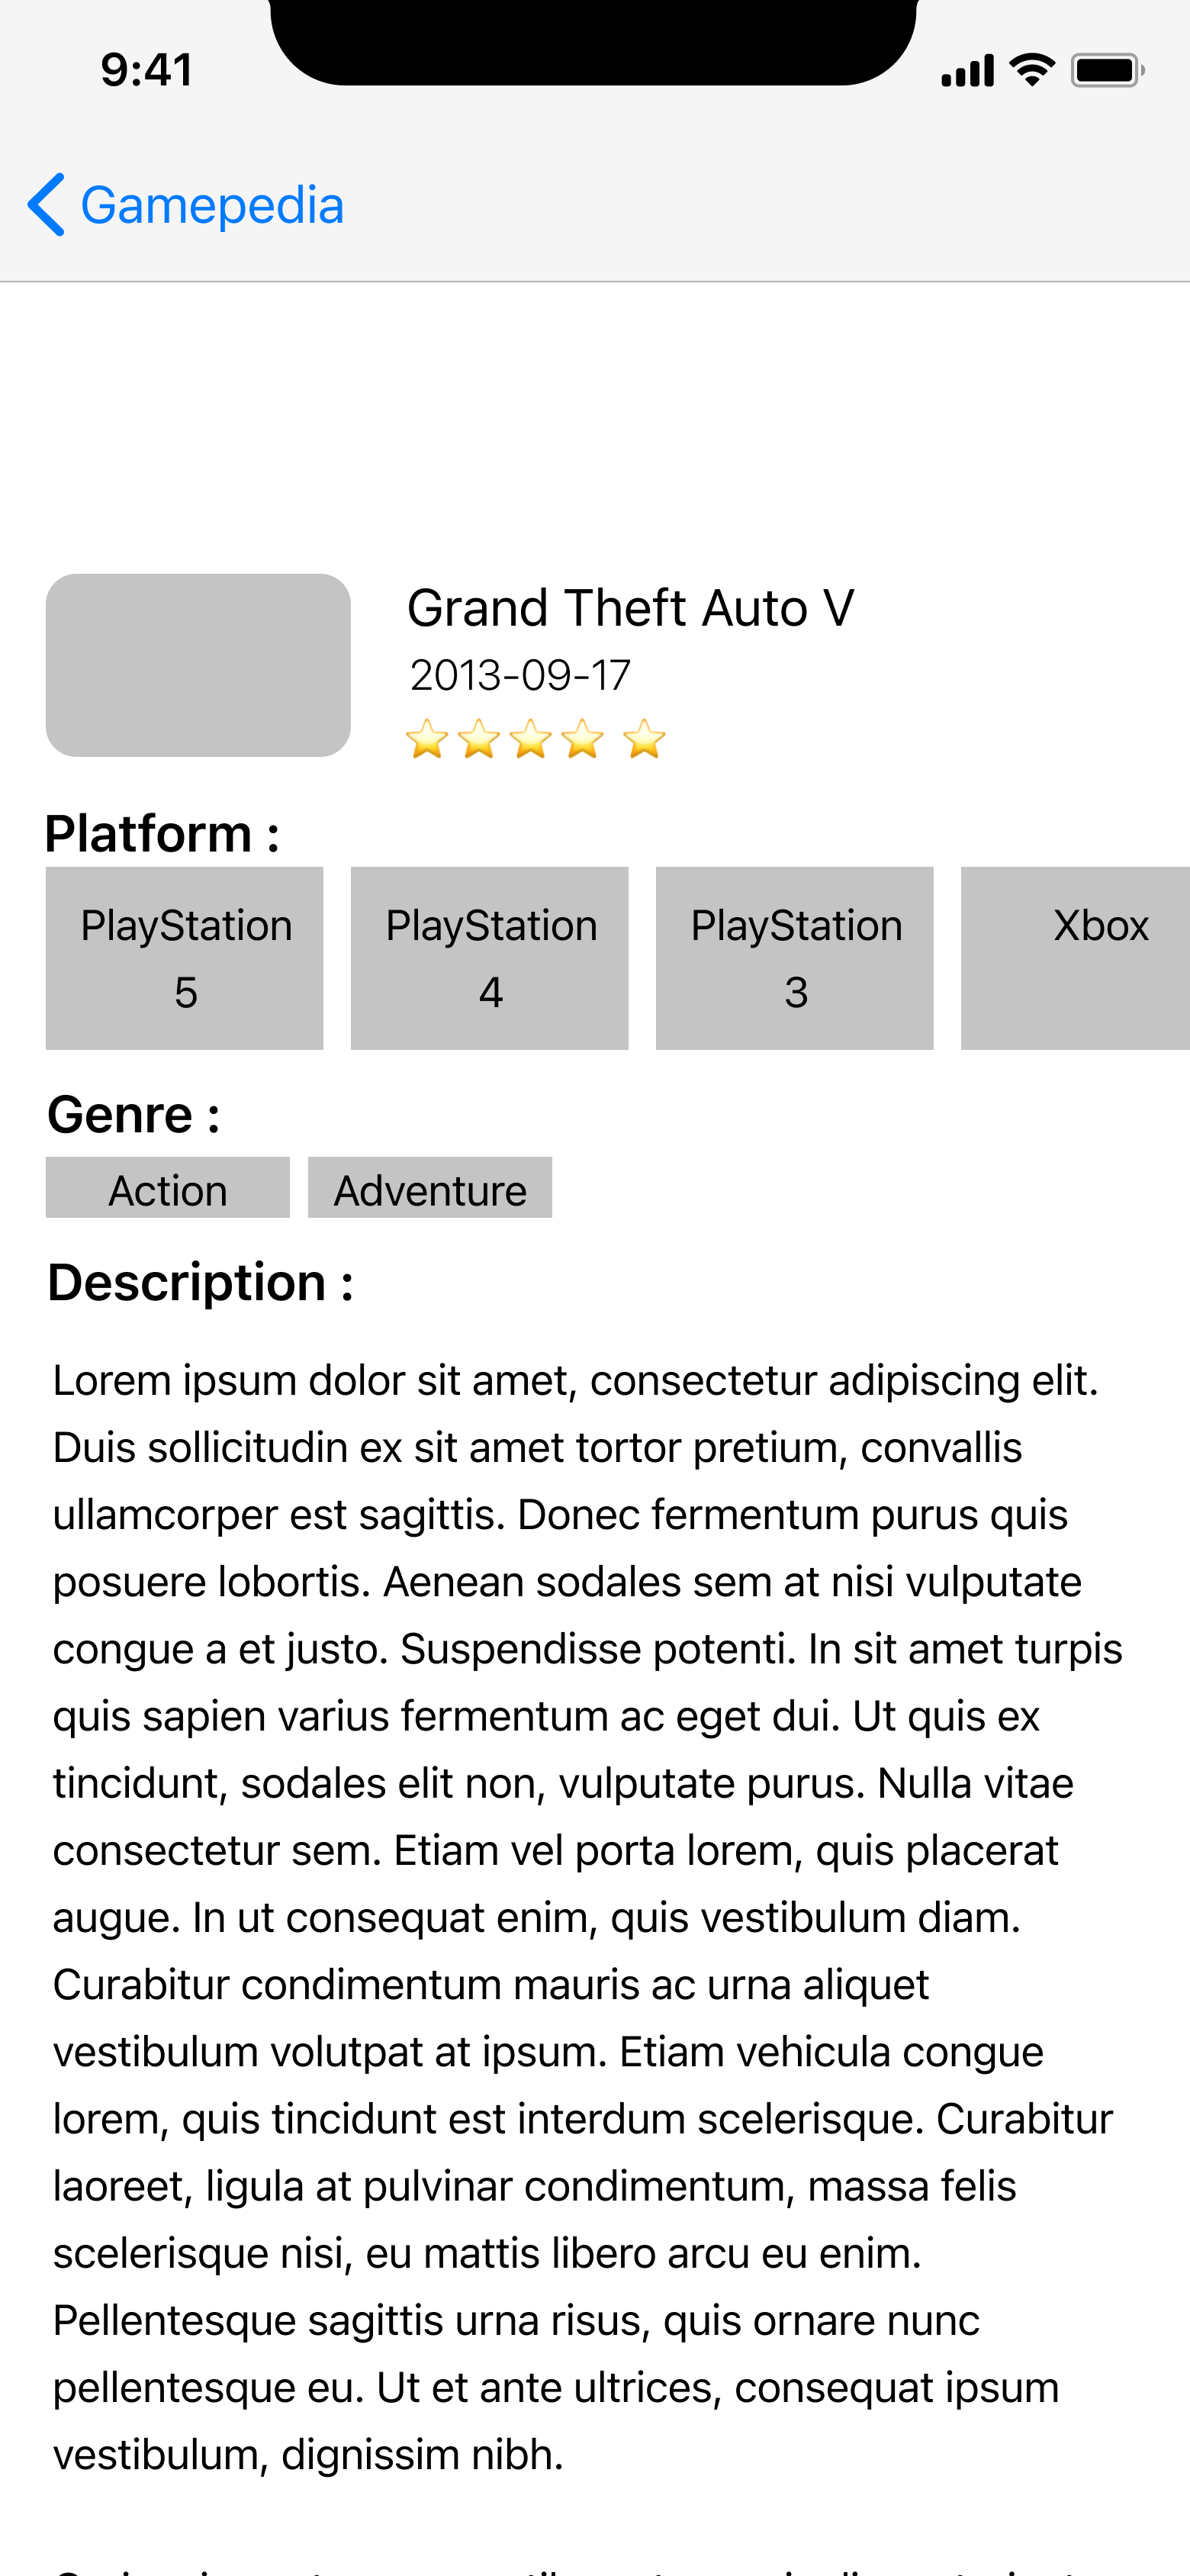 9:41
Gamepedia
Grand Theft Auto V
2013-09-17
⭐⭐⭐⭐ ⭐
Platform :
PlayStation 5
PlayStation 4
PlayStation 3
Xbox
Genre :
Action
Adventure
Description :
Lorem ipsum dolor sit amet, consectetur adipiscing elit.
Duis sollicitudin ex sit amet tortor pretium, convallis
ullamcorper est sagittis. Donec fermentum purus quis
posuere lobortis. Aenean sodales sem at nisi vulputate
congue a et justo. Suspendisse potenti. In sit amet turpis
quis sapien varius fermentum ac eget dui. Ut quis ex
tincidunt, sodales elit non, vulputate purus. Nulla vitae
consectetur sem. Etiam vel porta lorem, quis placerat
augue. In ut consequat enim, quis vestibulum diam.
Curabitur condimentum mauris ac urna aliquet
vestibulum volutpat at ipsum. Etiam vehicula congue
lorem, quis tincidunt est interdum scelerisque. Curabitur
laoreet, ligula at pulvinar condimentum, massa felis
scelerisque nisi, eu mattis libero arcu eu enim.
Pellentesque sagittis urna risus, quis ornare nunc
pellentesque eu. Ut et ante ultrices, consequat ipsum
vestibulum, dignissim nibh.